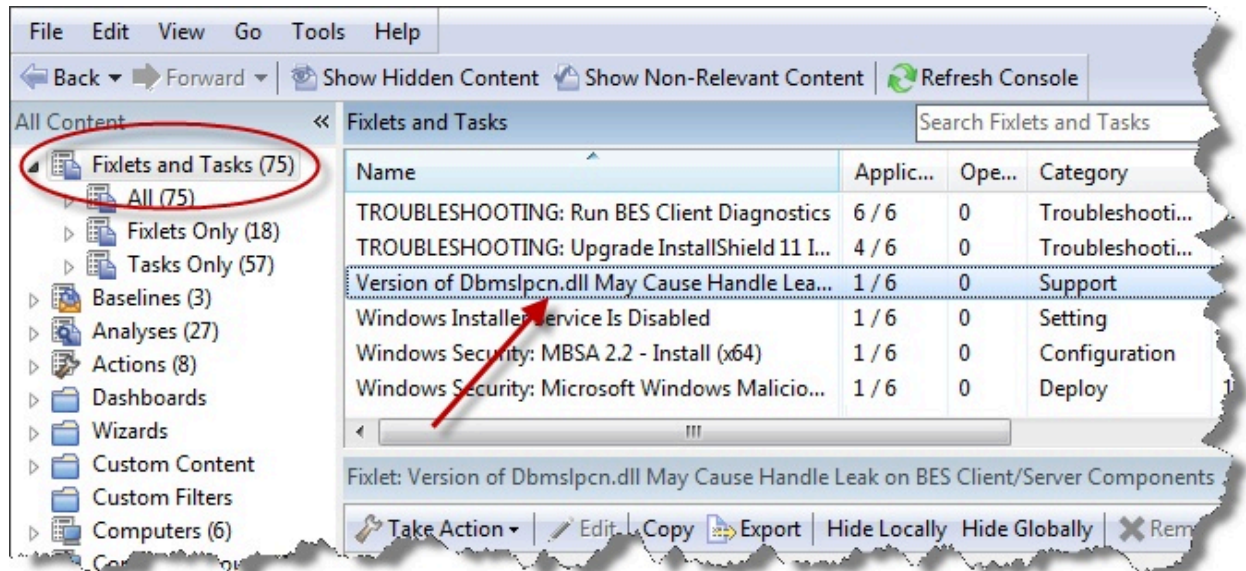 File Edit View Go Tools Help
Back Forward Show Hidden Content Show Non-Relevant Content Refresh Console
All Content « Fixlets and Tasks Search Fixlets and Tasks
Fixlets and Tasks (75)
All (75)
Fixlets Only (18)
Tasks Only (57)
Baselines (3)
Analyses (27)
Actions (8)
Dashboards
Wizards
Custom Content
Custom Filters
Computers (6)
Name Applic... Ope... Category
TROUBLESHOOTING: Run BES Client Diagnostics 6 / 6 0 Troubleshooti...
TROUBLESHOOTING: Upgrade InstallShield 11 I... 4 / 6 0 Troubleshooti...
Version of Dbmslpcn.dll May Cause Handle Lea... 1 / 6 0 Support
Windows Installer Service Is Disabled 1 / 6 0 Setting
Windows Security: MBSA 2.2 - Install (x64) 1 / 6 0 Configuration
Windows Security: Microsoft Windows Malicio... 1 / 6 0 Deploy 1
Fixlet: Version of Dbmslpcn.dll May Cause Handle Leak on BES Client/Server Components
Take Action Edit Copy Export Hide Locally Hide Globally Rem